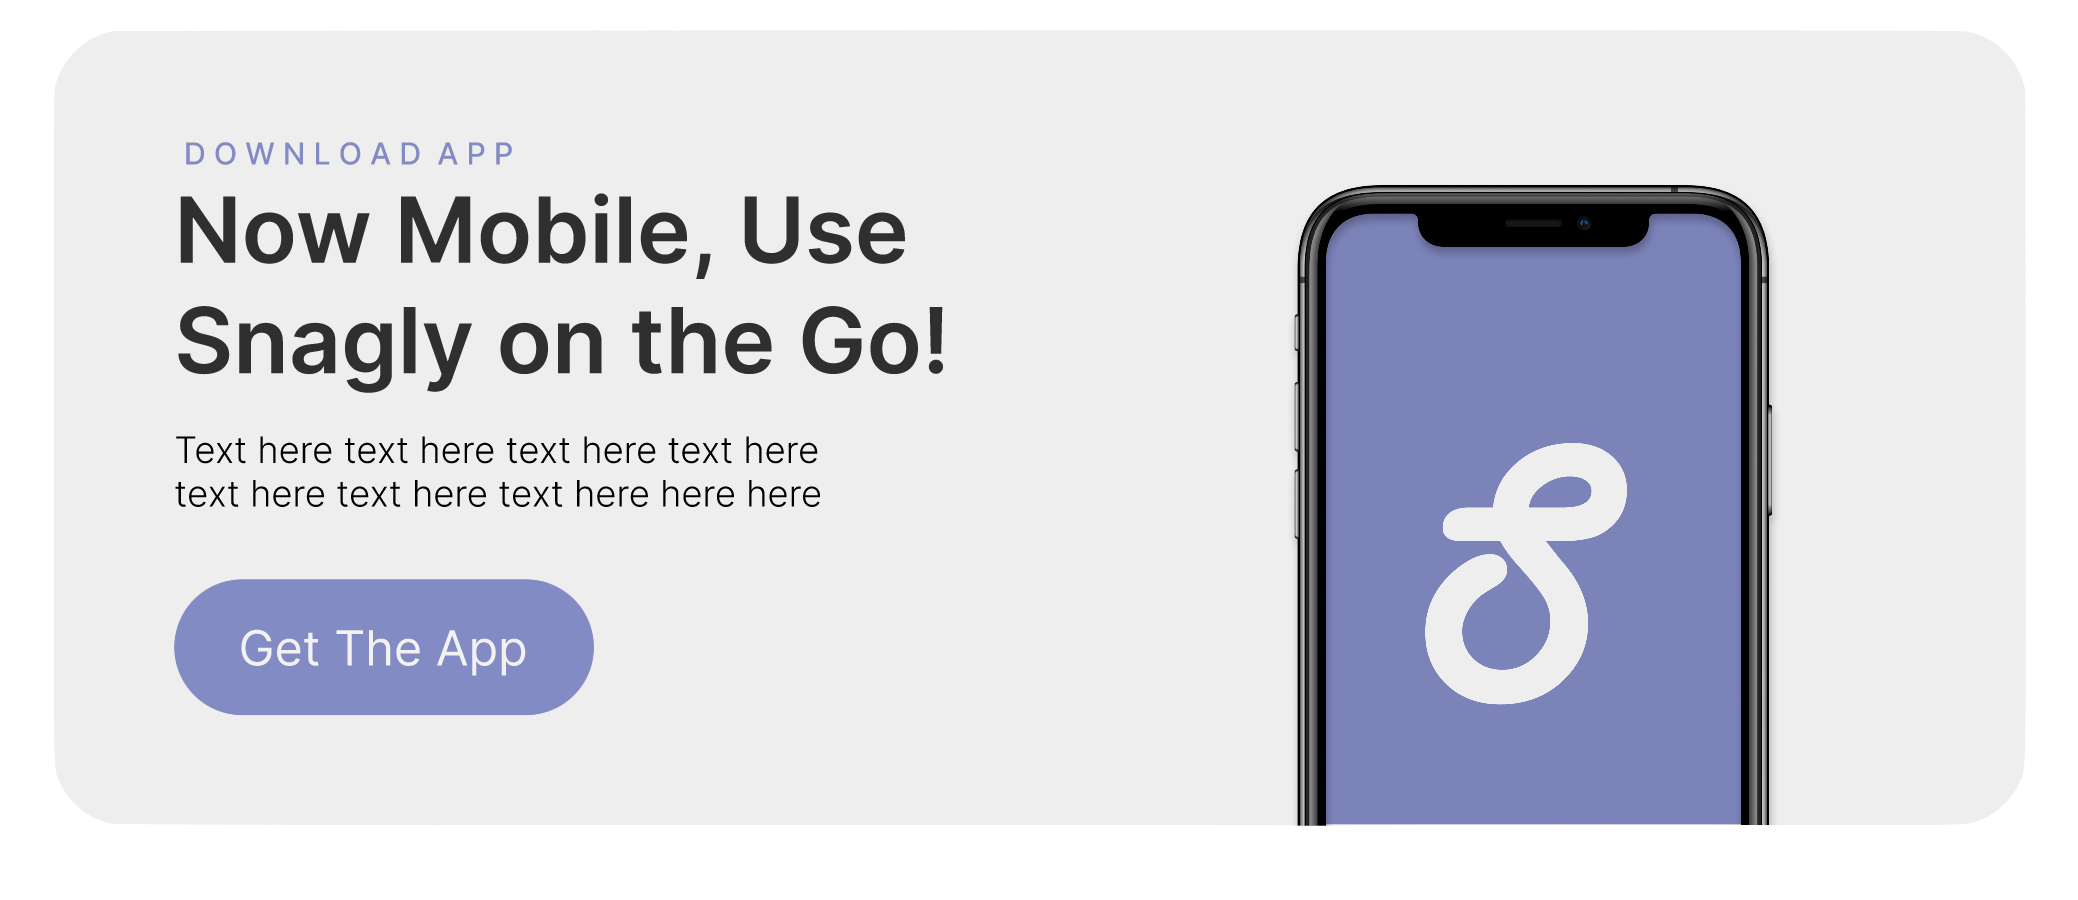 DOWNLOAD APP
Now Mobile, Use
Snagly on the Go!
Text here text here text here text here
text here text here text here here here
Get The App